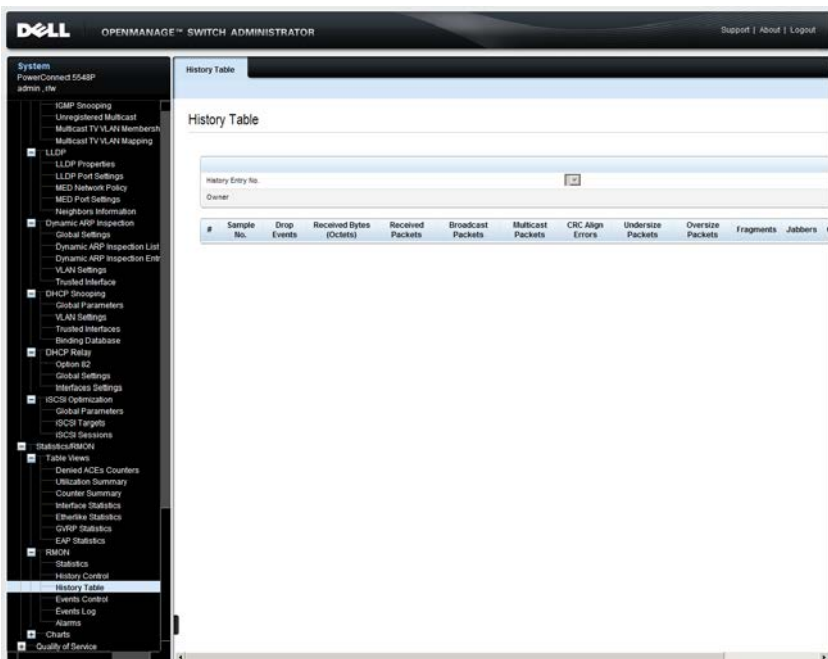 DELL OPENMANAGE™ SWITCH ADMINISTRATOR
Support | About | Logout
System
PowerConnect 5548P
admin , r/w
IGMP Snooping
Unregistered Multicast
Multicast TV VLAN Membersh
Multicast TV VLAN Mapping
LLDP
LLDP Properties
LLDP Port Settings
MED Network Policy
MED Port Settings
Neighbors Information
Dynamic ARP Inspection
Global Settings
Dynamic ARP Inspection List
Dynamic ARP Inspection Entr
VLAN Settings
Trusted Interface
DHCP Snooping
Global Parameters
VLAN Settings
Trusted Interfaces
Binding Database
DHCP Relay
Option 82
Global Settings
Interfaces Settings
iSCSI Optimization
Global Parameters
iSCSI Targets
iSCSI Sessions
Statistics/RMON
Table Views
Denied ACEs Counters
Utilization Summary
Counter Summary
Interface Statistics
Etherlike Statistics
GVRP Statistics
EAP Statistics
RMON
Statistics
History Control
History Table
Events Control
Events Log
Alarms
Charts
Quality of Service
History Table
History Table
History Entry No.
Owner
# Sample No. Drop Events Received Bytes (Octets) Received Packets Broadcast Packets Multicast Packets CRC Align Errors Undersize Packets Oversize Packets Fragments Jabbers